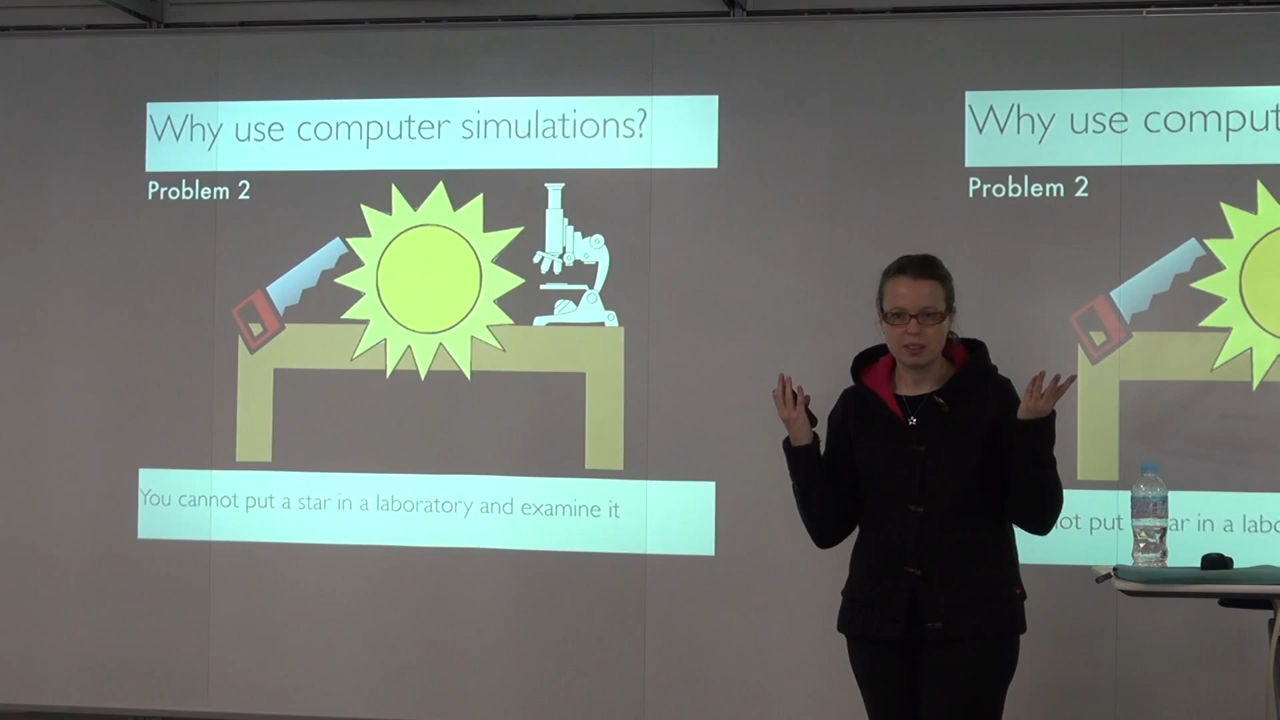 Why use computer simulations?
Problem 2
You cannot put a star in a laboratory and examine it
Why use comput
Problem 2
ot put ar in a labo